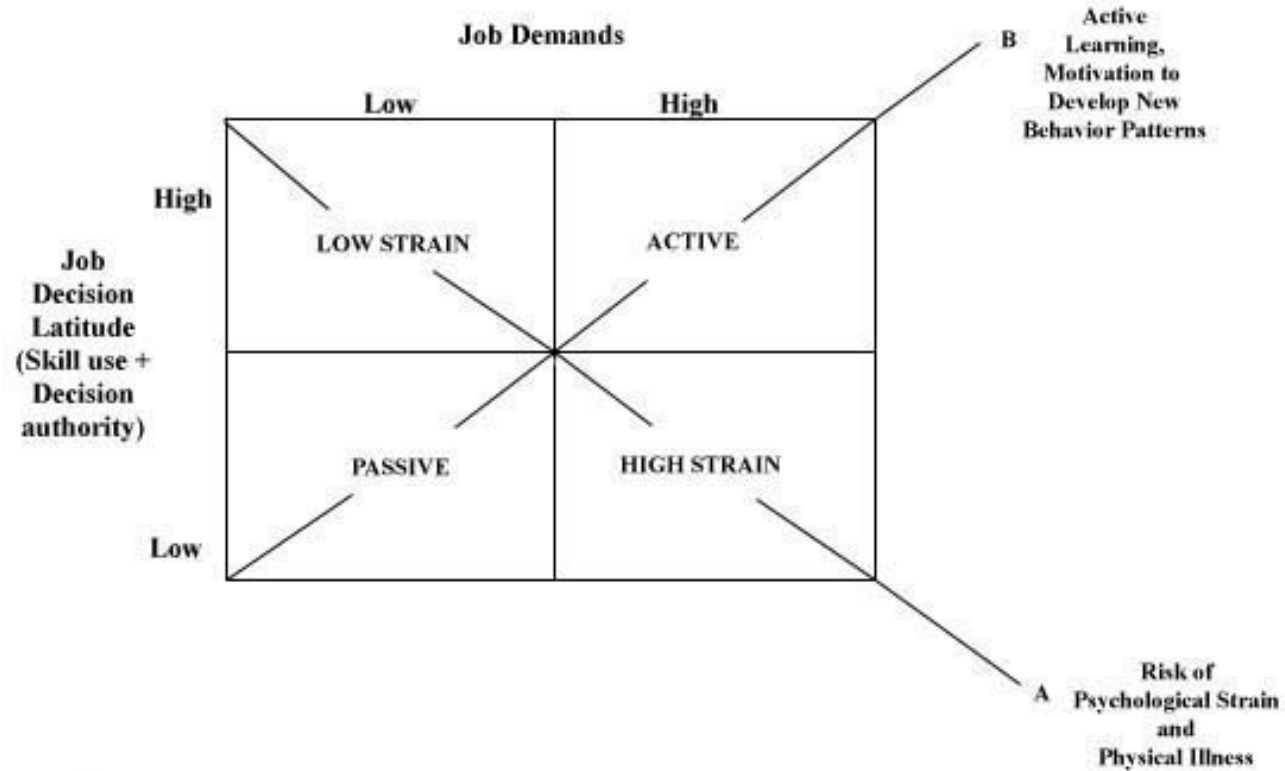 Job Demands
B
Active
Learning,
Motivation to
Develop New
Behavior Patterns
Low
High
High
LOW STRAIN
ACTIVE
Job
Decision
Latitude
(Skill use +
Decision
authority)
PASSIVE
HIGH STRAIN
Low
A
Risk of
Psychological Strain
and
Physical Illness